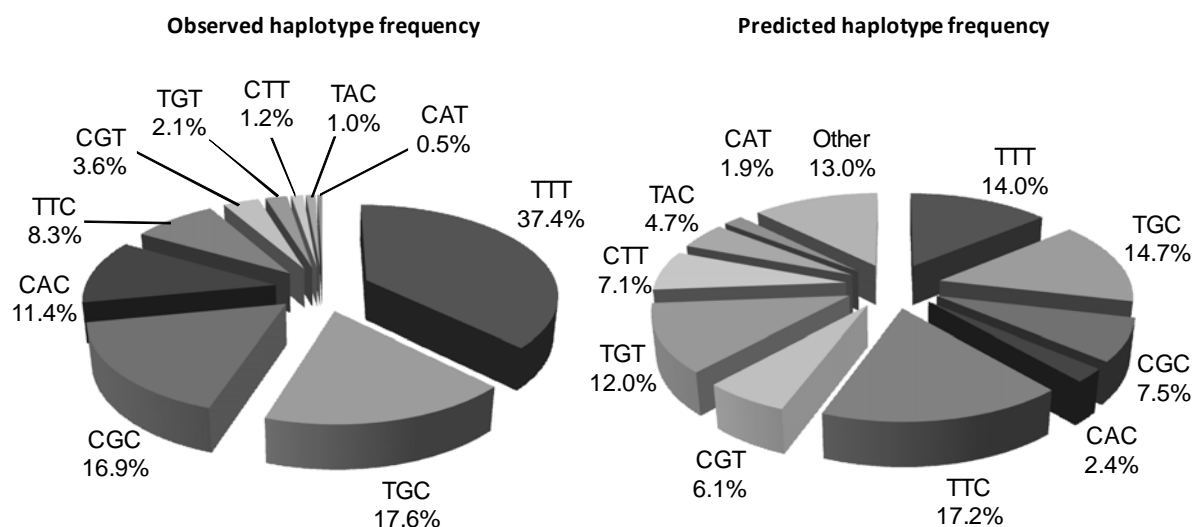 Observed haplotype frequency
TTT
37.4%
TGC
17.6%
CGC
16.9%
CAC
11.4%
TTC
8.3%
CGT
3.6%
TGT
2.1%
CTT
1.2%
TAC
1.0%
CAT
0.5%
Predicted haplotype frequency
TTT
14.0%
TGC
14.7%
CGC
7.5%
CAC
2.4%
TTC
17.2%
CGT
6.1%
TGT
12.0%
CTT
7.1%
TAC
4.7%
CAT
1.9%
Other
13.0%